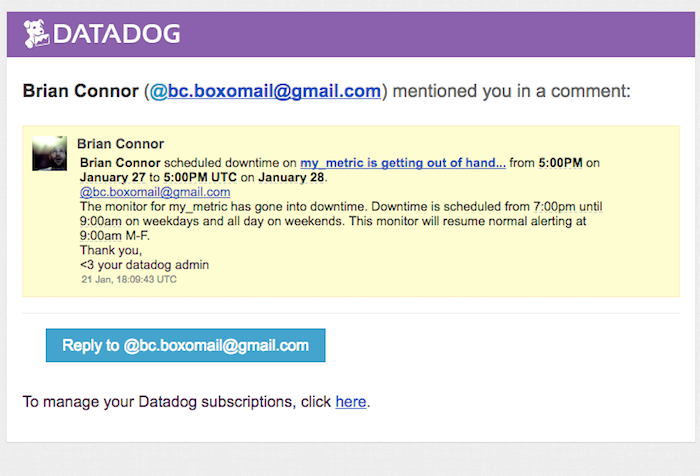 DATADOG
Brian Connor (@bc.boxomail@gmail.com) mentioned you in a comment:
Brian Connor
Brian Connor scheduled downtime on my_metric is getting out of hand... from 5:00PM on
January 27 to 5:00PM UTC on January 28.
@bc.boxomail@gmail.com
The monitor for my_metric has gone into downtime. Downtime is scheduled from 7:00pm until
9:00am on weekdays and all day on weekends. This monitor will resume normal alerting at
9:00am M-F.
Thank you,
<3 your datadog admin
21 Jan, 18:09:43 UTC
Reply to @bc.boxomail@gmail.com
To manage your Datadog subscriptions, click here.